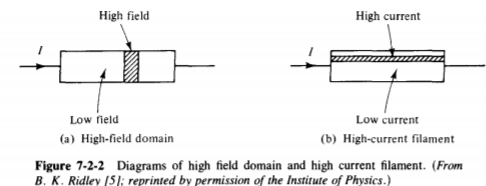 High field
I
Low field
(a) High-field domain
High current
I
Low current
(b) High-current filament
Figure 7-2-2 Diagrams of high field domain and high current filament. (From
B. K. Ridley [5]; reprinted by permission of the Institute of Physics.)